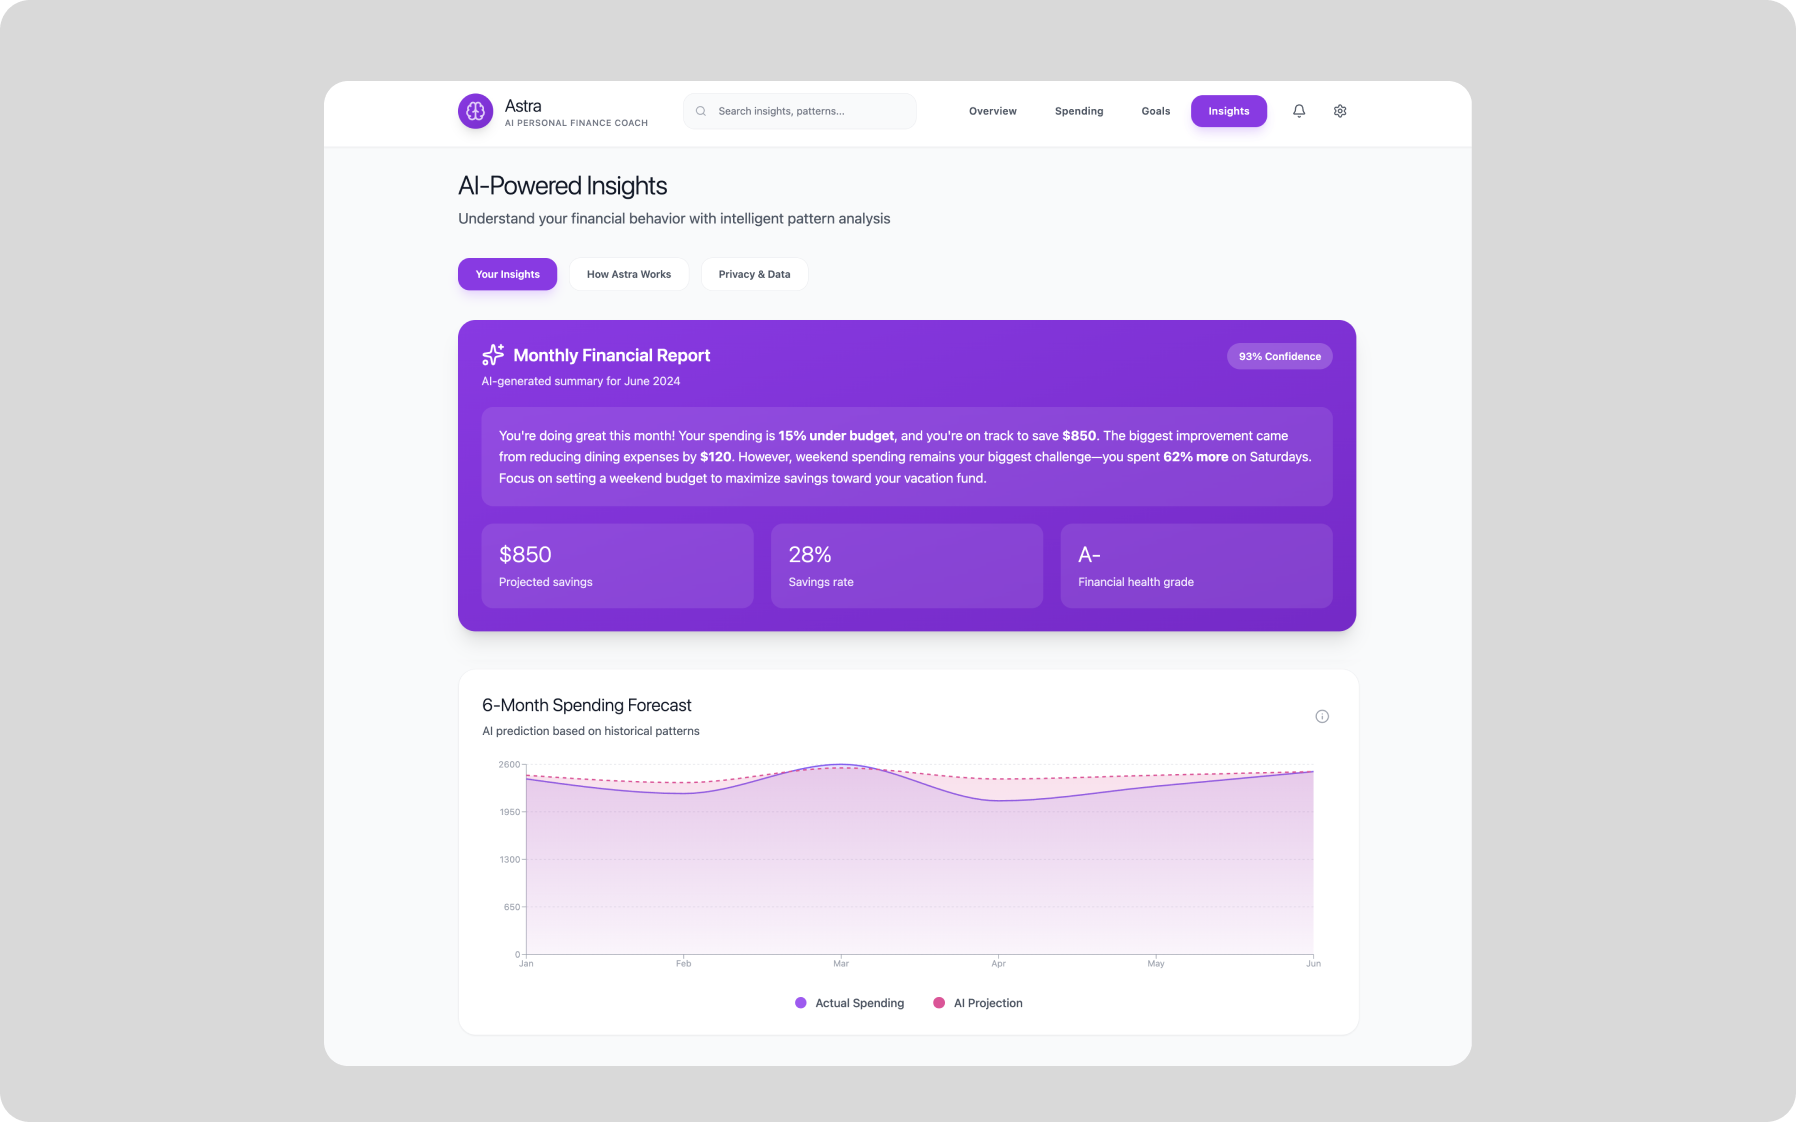 Astra
AI PERSONAL FINANCE COACH
Search insights, patterns...
Overview
Spending
Goals
Insights
AI-Powered Insights
Understand your financial behavior with intelligent pattern analysis
Your Insights
How Astra Works
Privacy & Data
Monthly Financial Report
93% Confidence
AI-generated summary for June 2024
You're doing great this month! Your spending is 15% under budget, and you're on track to save $850. The biggest improvement came
from reducing dining expenses by $120. However, weekend spending remains your biggest challenge—you spent 62% more on Saturdays.
Focus on setting a weekend budget to maximize savings toward your vacation fund.
$850
Projected savings
28%
Savings rate
A-
Financial health grade
6-Month Spending Forecast
AI prediction based on historical patterns
2600
1950
1300
650
0
Jan
Feb
Mar
Apr
May
Jun
Actual Spending
AI Projection